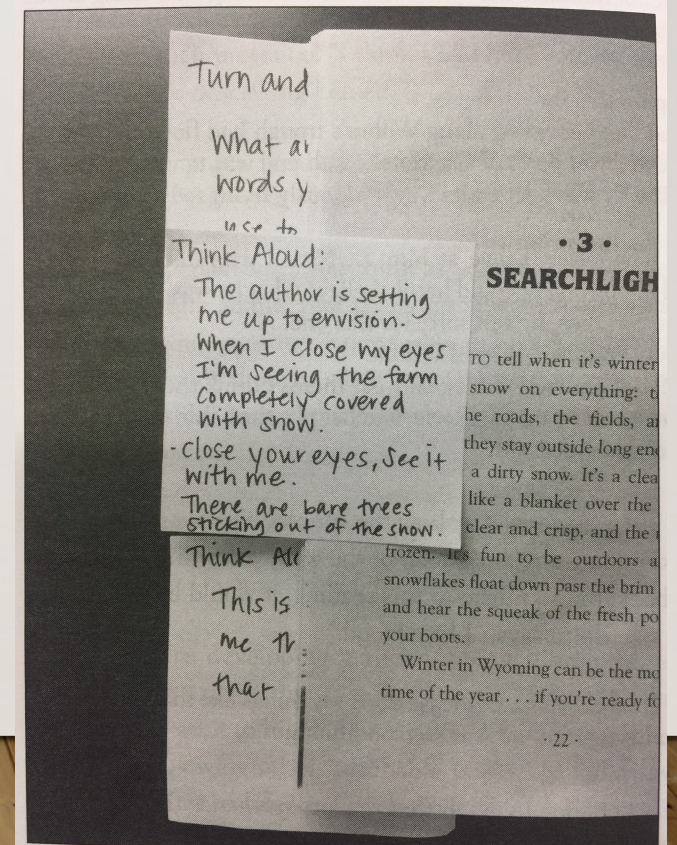 Turn and
What ar
words y
use to
Think Aloud:
The author is setting
me up to envision.
When I close my eyes
I'm seeing the farm
completely covered
with snow.
- Close your eyes, see it
with me.
There are bare trees
sticking out of the snow.
Think Al
This is
me th
that
• 3 •
SEARCHLIGH
TO tell when it's winter
snow on everything: t
he roads, the fields, a
they stay outside long en
a dirty snow. It's a clea
like a blanket over the
clear and crisp, and the
frozen. It's fun to be outdoors a
snowflakes float down past the brim
and hear the squeak of the fresh po
your boots.
Winter in Wyoming can be the mo
time of the year . . . if you're ready fo
· 22 ·